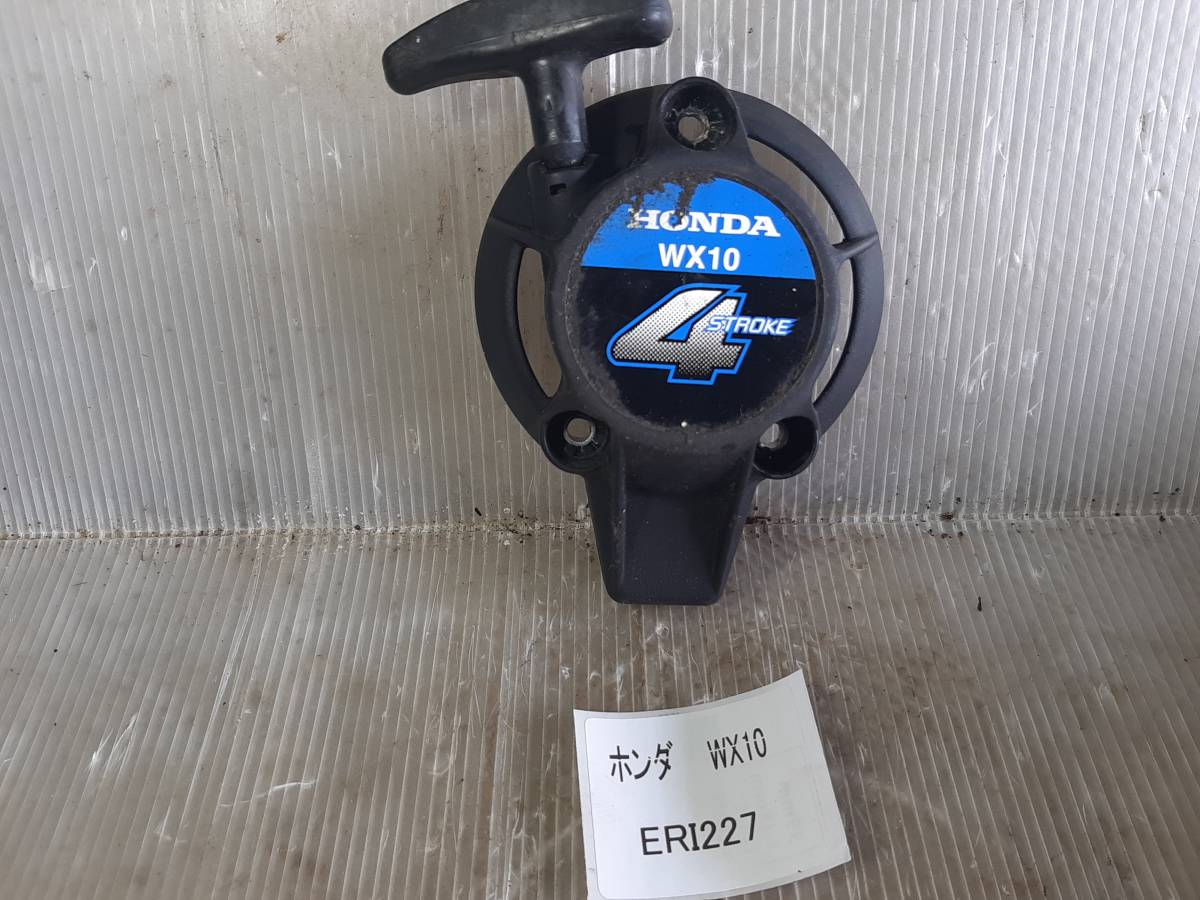 HONDA
WX10
4 STROKE
ホンダ WX10
ERI227